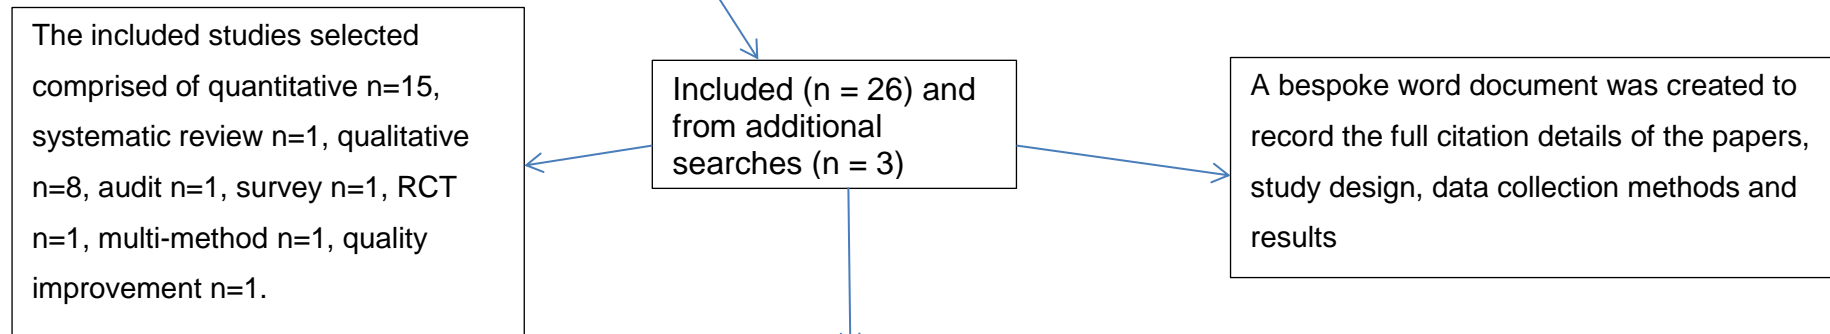 The included studies selected
comprised of quantitative n=15,
systematic review n=1, qualitative
n=8, audit n=1, survey n=1, RCT
n=1, multi-method n=1, quality
improvement n=1.
Included (n = 26) and
from additional
searches (n = 3)
A bespoke word document was created to
record the full citation details of the papers,
study design, data collection methods and
results